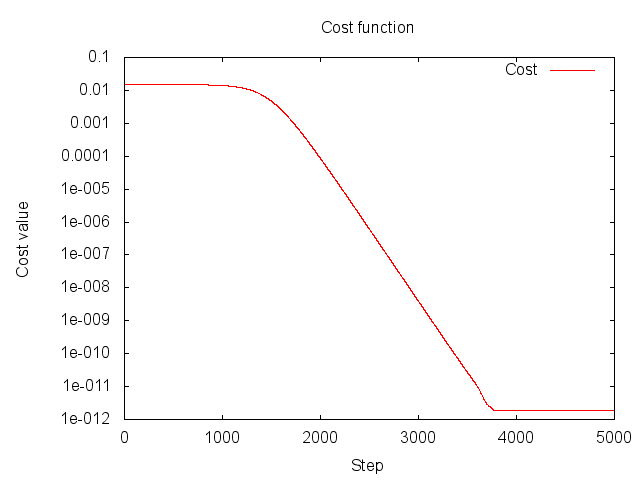 Cost function
Cost
0.1
0.01
0.001
0.0001
1e-005
1e-006
1e-007
1e-008
1e-009
1e-010
1e-011
1e-012
Cost value
0 1000 2000 3000 4000 5000
Step